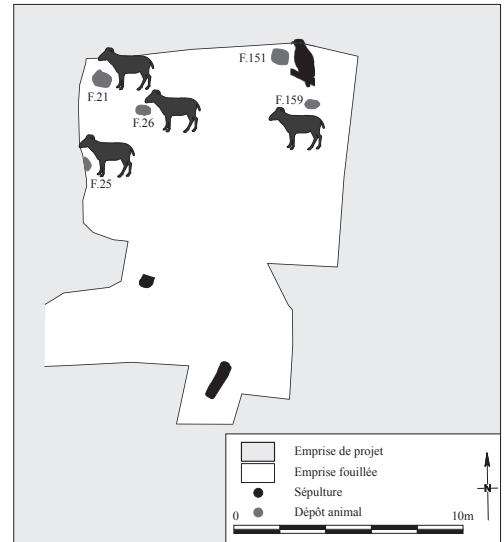 F.151
F.21
F.159
F.26
F.25
Emprise de projet
Emprise fouillée
Sépulture
Dépôt animal
N
0 10m